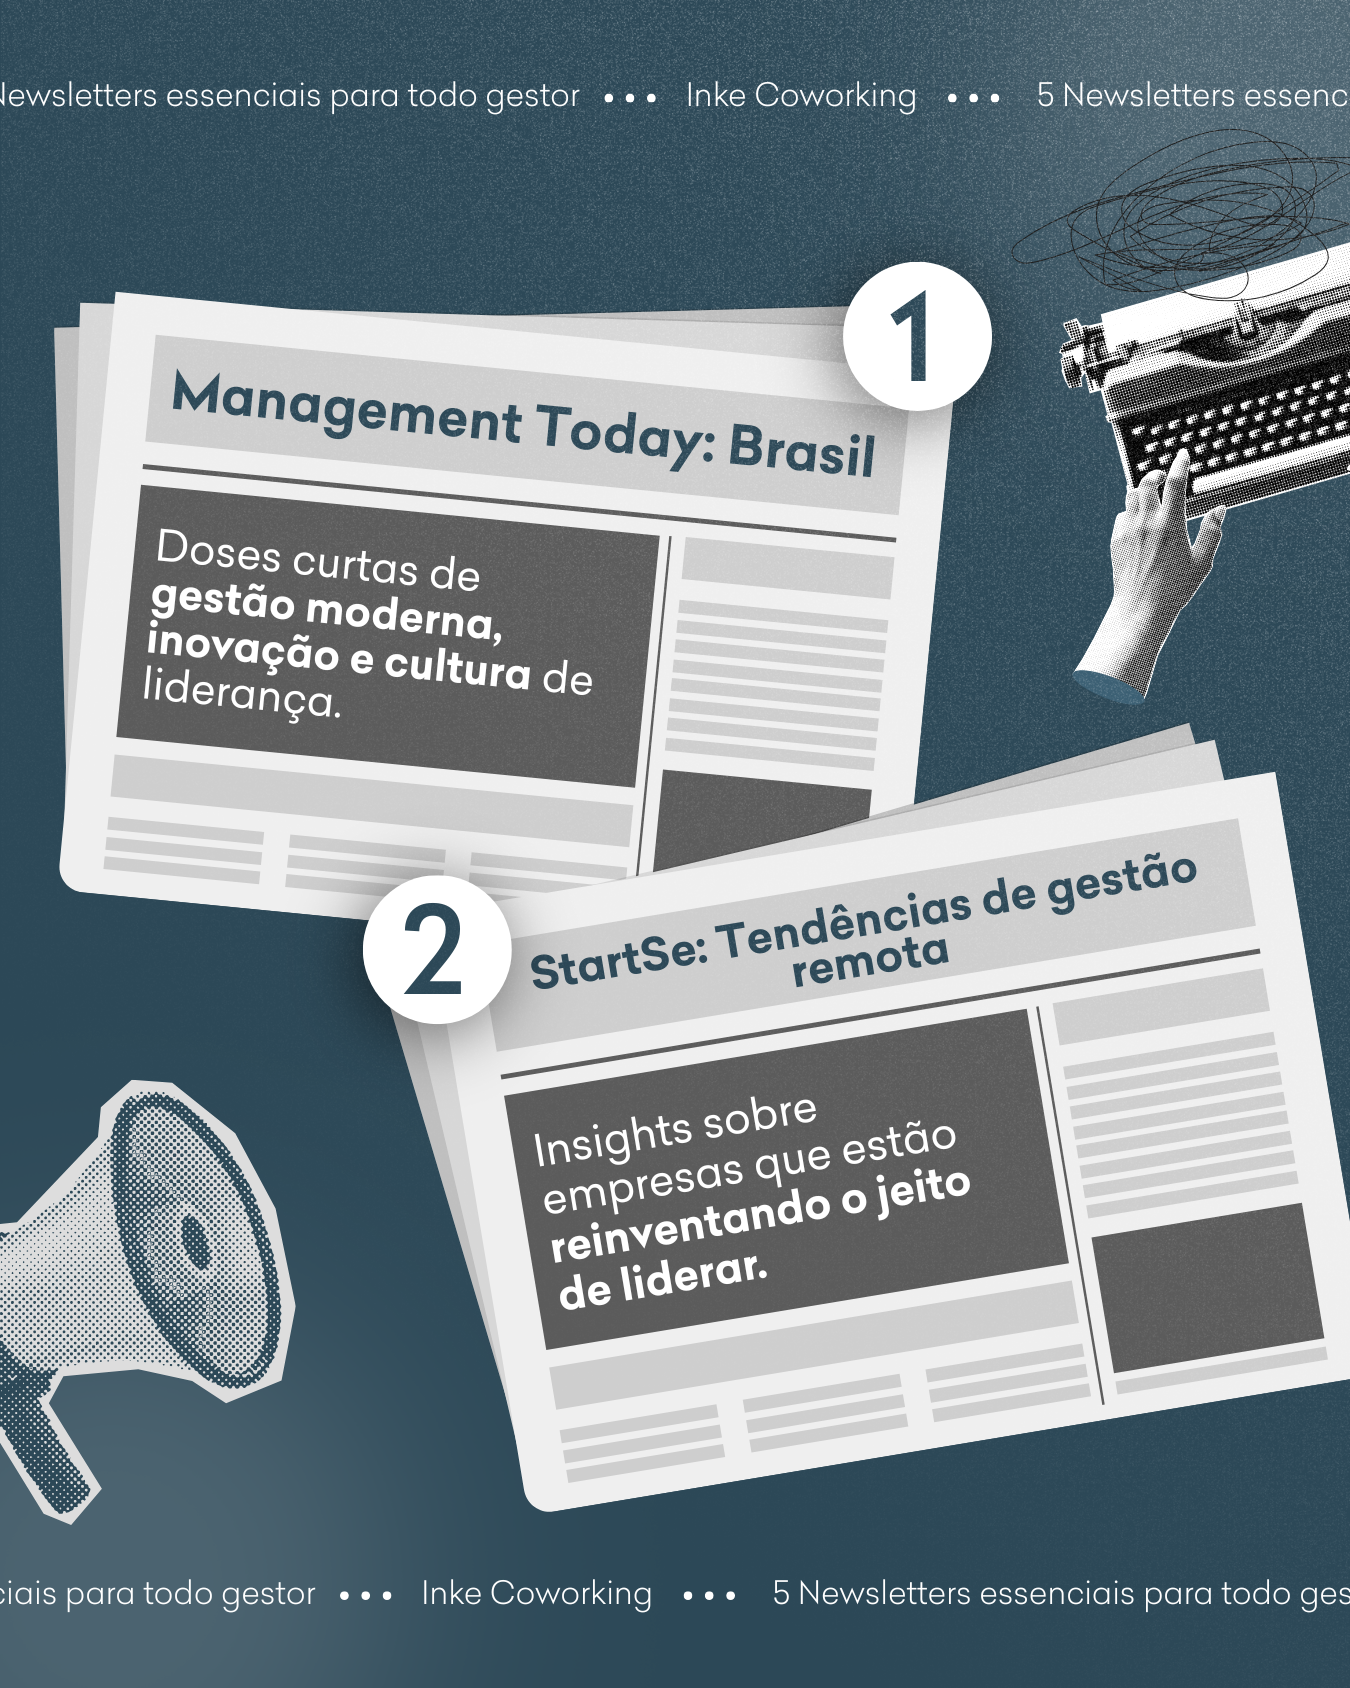 Newsletters essenciais para todo gestor ••• Inke Coworking ••• 5 Newsletters essenc
1
Management Today: Brasil
Doses curtas de
gestão moderna,
inovação e cultura de
liderança.
2
StartSe: Tendências de gestão
remota
Insights sobre
empresas que estão
reinventando o jeito
de liderar.
ciais para todo gestor ••• Inke Coworking ••• 5 Newsletters essenciais para todo ges